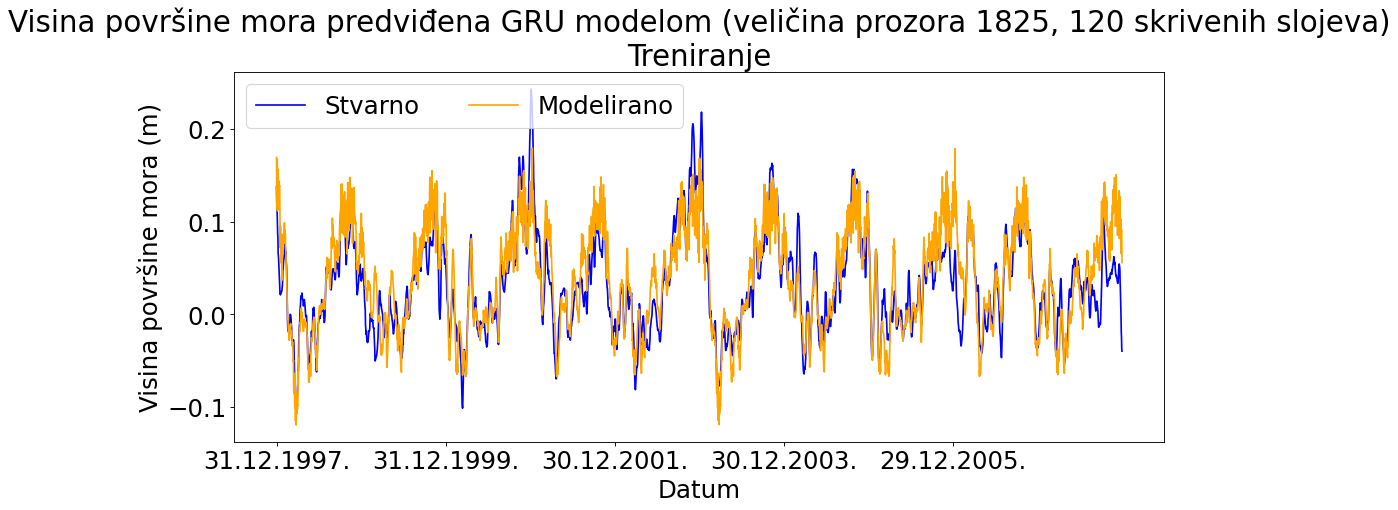 Visina površine mora predviđena GRU modelom (veličina prozora 1825, 120 skrivenih slojeva)
Treniranje
Stvarno Modelirano
Visina površine mora (m)
0.2
0.1
0.0
−0.1
31.12.1997. 31.12.1999. 30.12.2001. 30.12.2003. 29.12.2005.
Datum